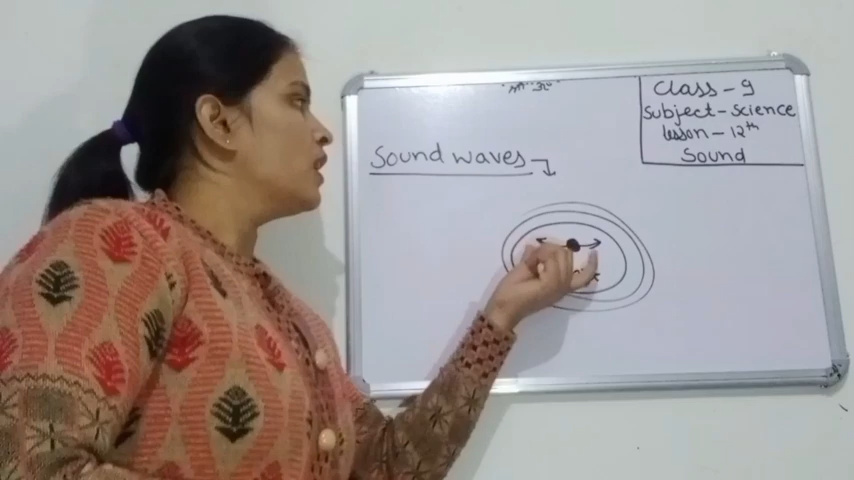 Class - 9
Subject - Science
lesson - 12th
Sound
Sound waves